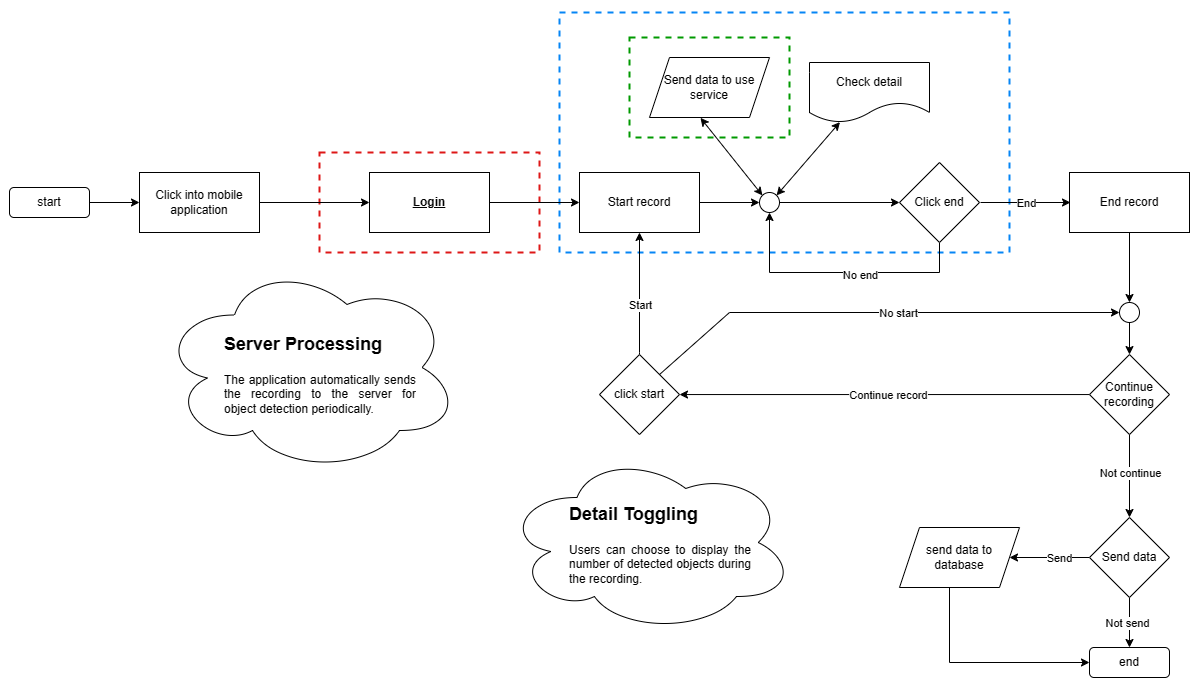 Send data to use
service
Check detail
start
Click into mobile
application
Login
Start record
Click end
End
End record
No end
Start
No start
Server Processing
The application automatically sends
the recording to the server for
object detection periodically.
click start
Continue record
Continue
recording
Not continue
Detail Toggling
Users can choose to display the
number of detected objects during
the recording.
send data to
database
Send
Send data
Not send
end